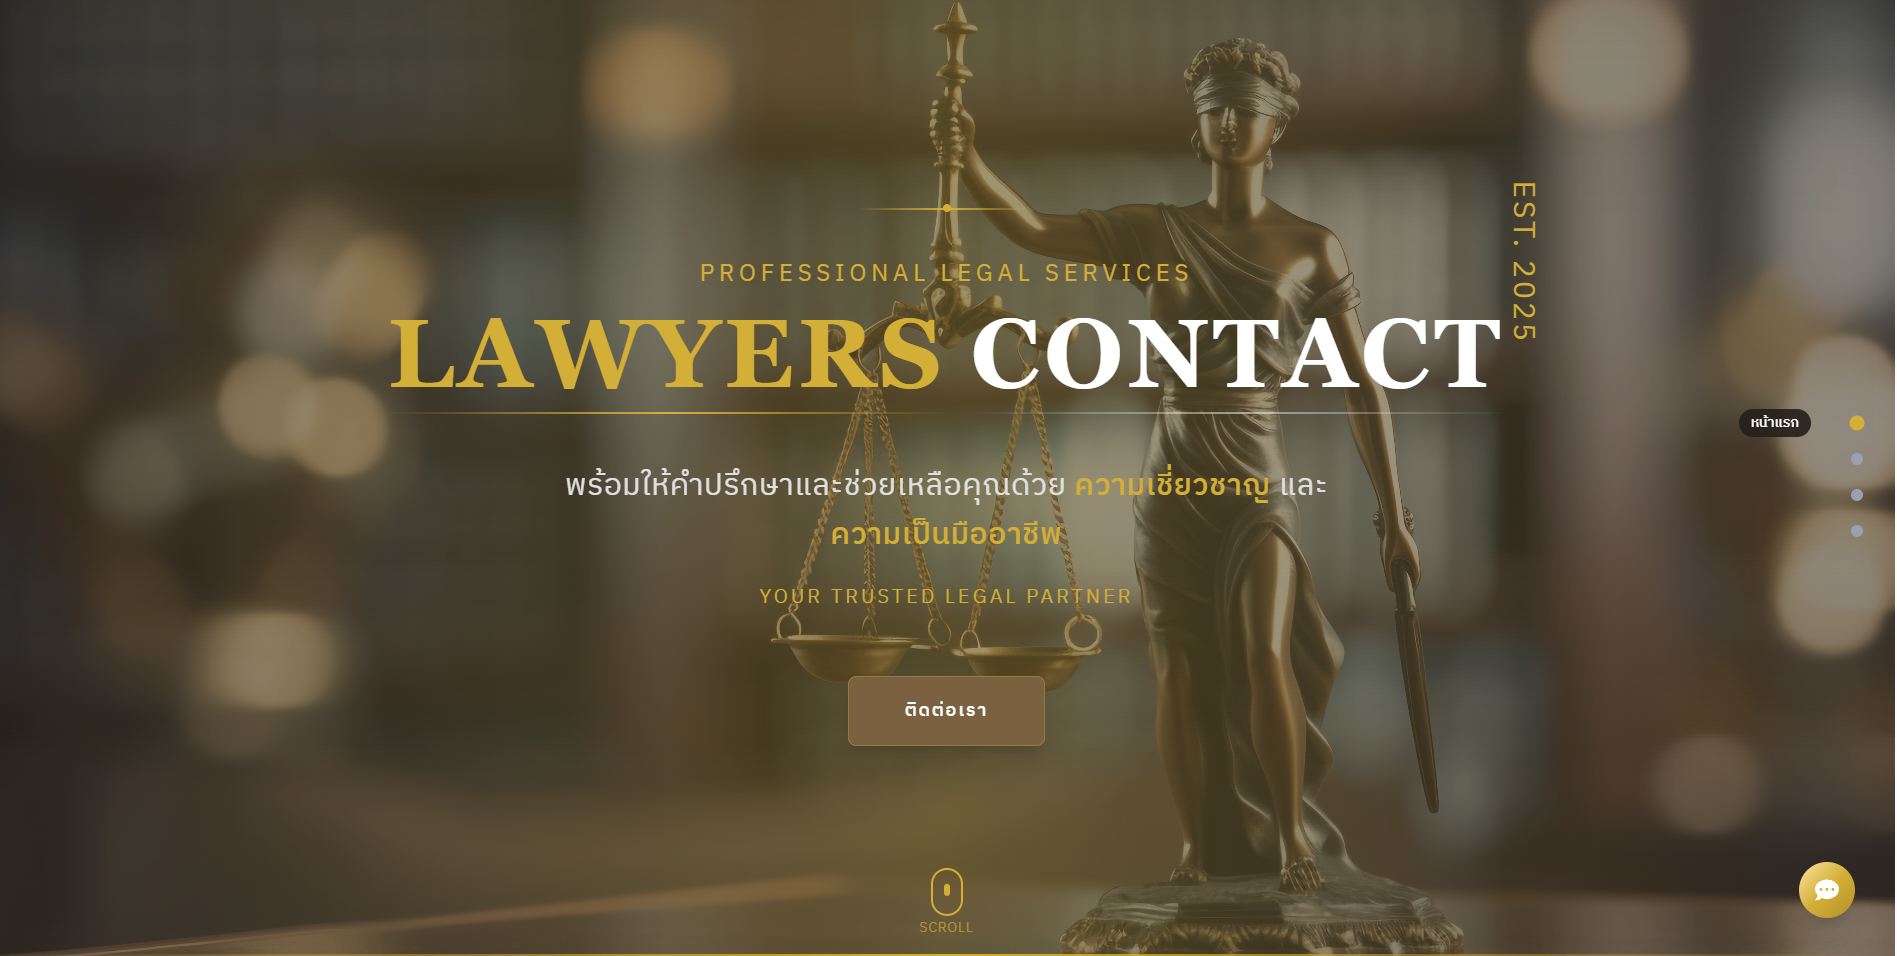 EST. 2025
PROFESSIONAL LEGAL SERVICES
LAWYERS CONTACT
หน้าแรก
พร้อมให้คำปรึกษาและช่วยเหลือคุณด้วย ความเชี่ยวชาญ และ
ความเป็นมืออาชีพ
YOUR TRUSTED LEGAL PARTNER
ติดต่อเรา
SCROLL